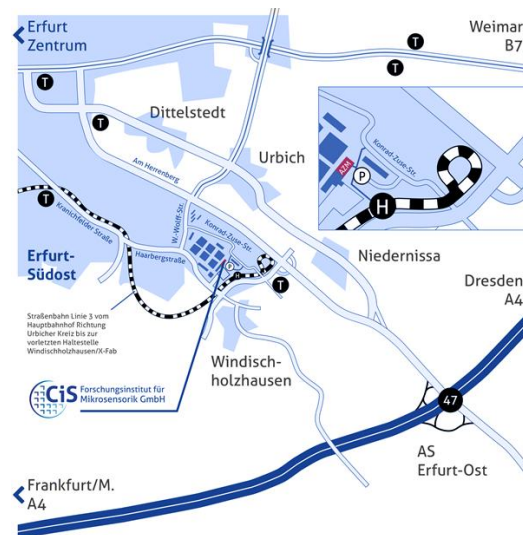 Erfurt
Zentrum
Weimar
B7
T
T
T
T
Dittelstedt
Urbich
Am Herrenberg
Konrad-Zuse-Str.
AZM
P
H
T
Kranichfelder Straße
W.-Wolff-Str.
Konrad-Zuse-Str.
Erfurt-
Südost
Haarbergstraße
P
H
T
Niedernissa
Dresden
A4
Straßenbahn Linie 3 vom
Hauptbahnhof Richtung
Urbicher Kreiz bis zur
vorletzten Haltestelle
Windischholzhausen/X-Fab
Windisch-
holzhausen
CiS Forschungsinstitut für
Mikrosensorik GmbH
47
AS
Erfurt-Ost
Frankfurt/M.
A4